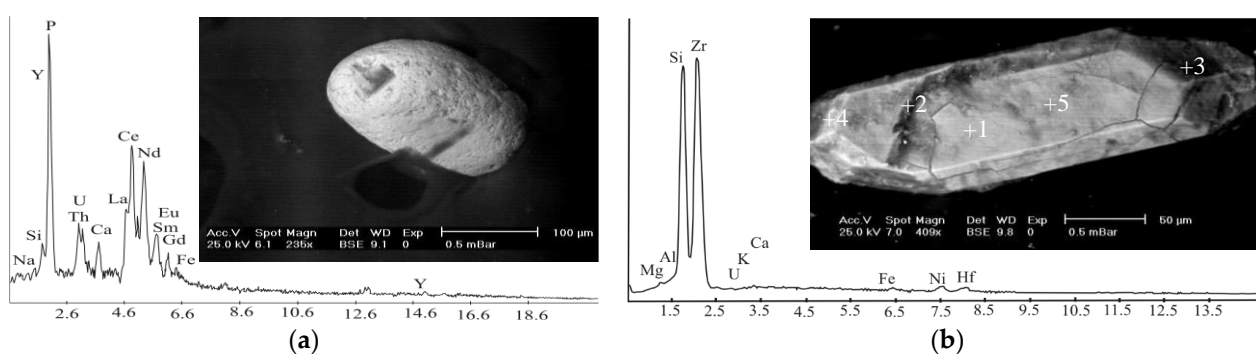 P
Y
Ce
Nd
La
U
Th
Ca
Si
Na
Eu
Sm
Gd
Fe
Y
2.6 4.6 6.6 8.6 12.6 14.6 16.6 18.6
Acc.V Spot Magn Det WD Exp 100 µm
25.0 kV 6.1 235x BSE 9.1 0 0.5 mBar
(a)
Si Zr
Mg Al U K Ca Fe Ni Hf
1.5 2.5 3.5 4.5 5.5 6.5 7.5 8.5 9.5 10.5 11.5 12.5 13.5
+4 +2 +1 +5 +3
Acc.V Spot Magn Det WD Exp 50 µm
25.0 kV 7.0 409x BSE 9.8 0 0.5 mBar
(b)